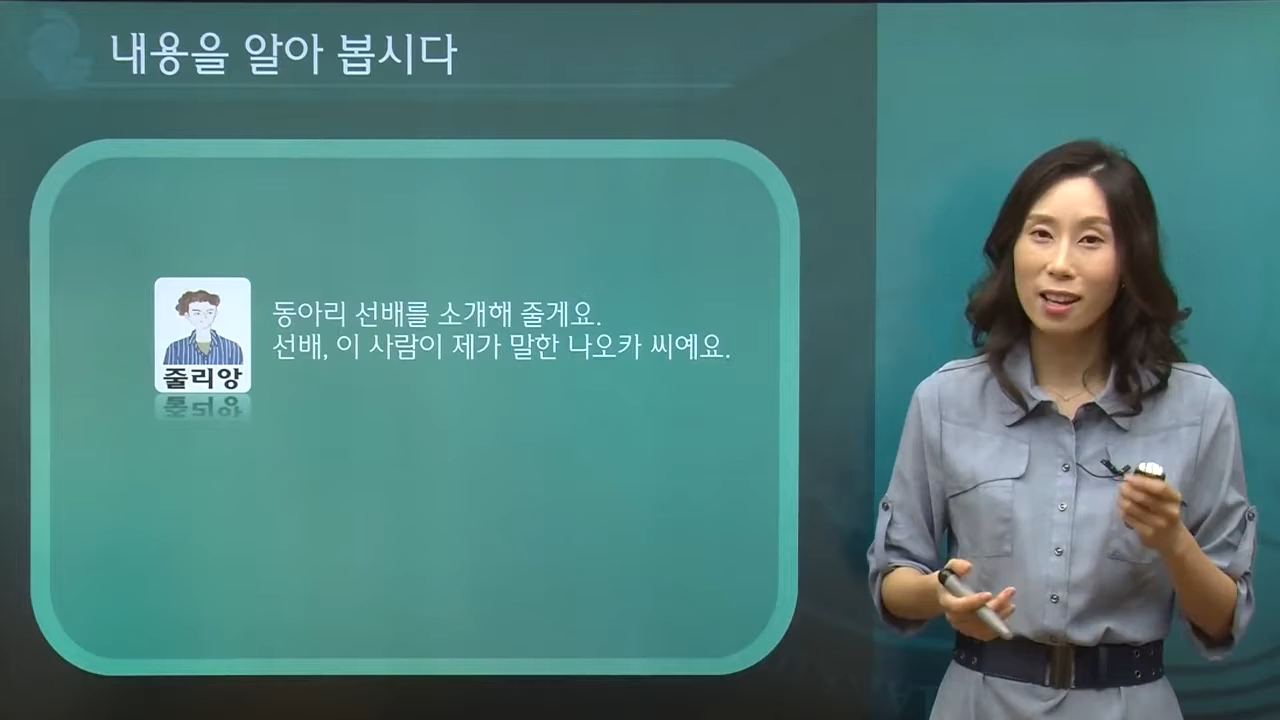 내용을 알아 봅시다
동아리 선배를 소개해 줄게요.
선배, 이 사람이 제가 말한 나오카 씨예요.
줄리앙